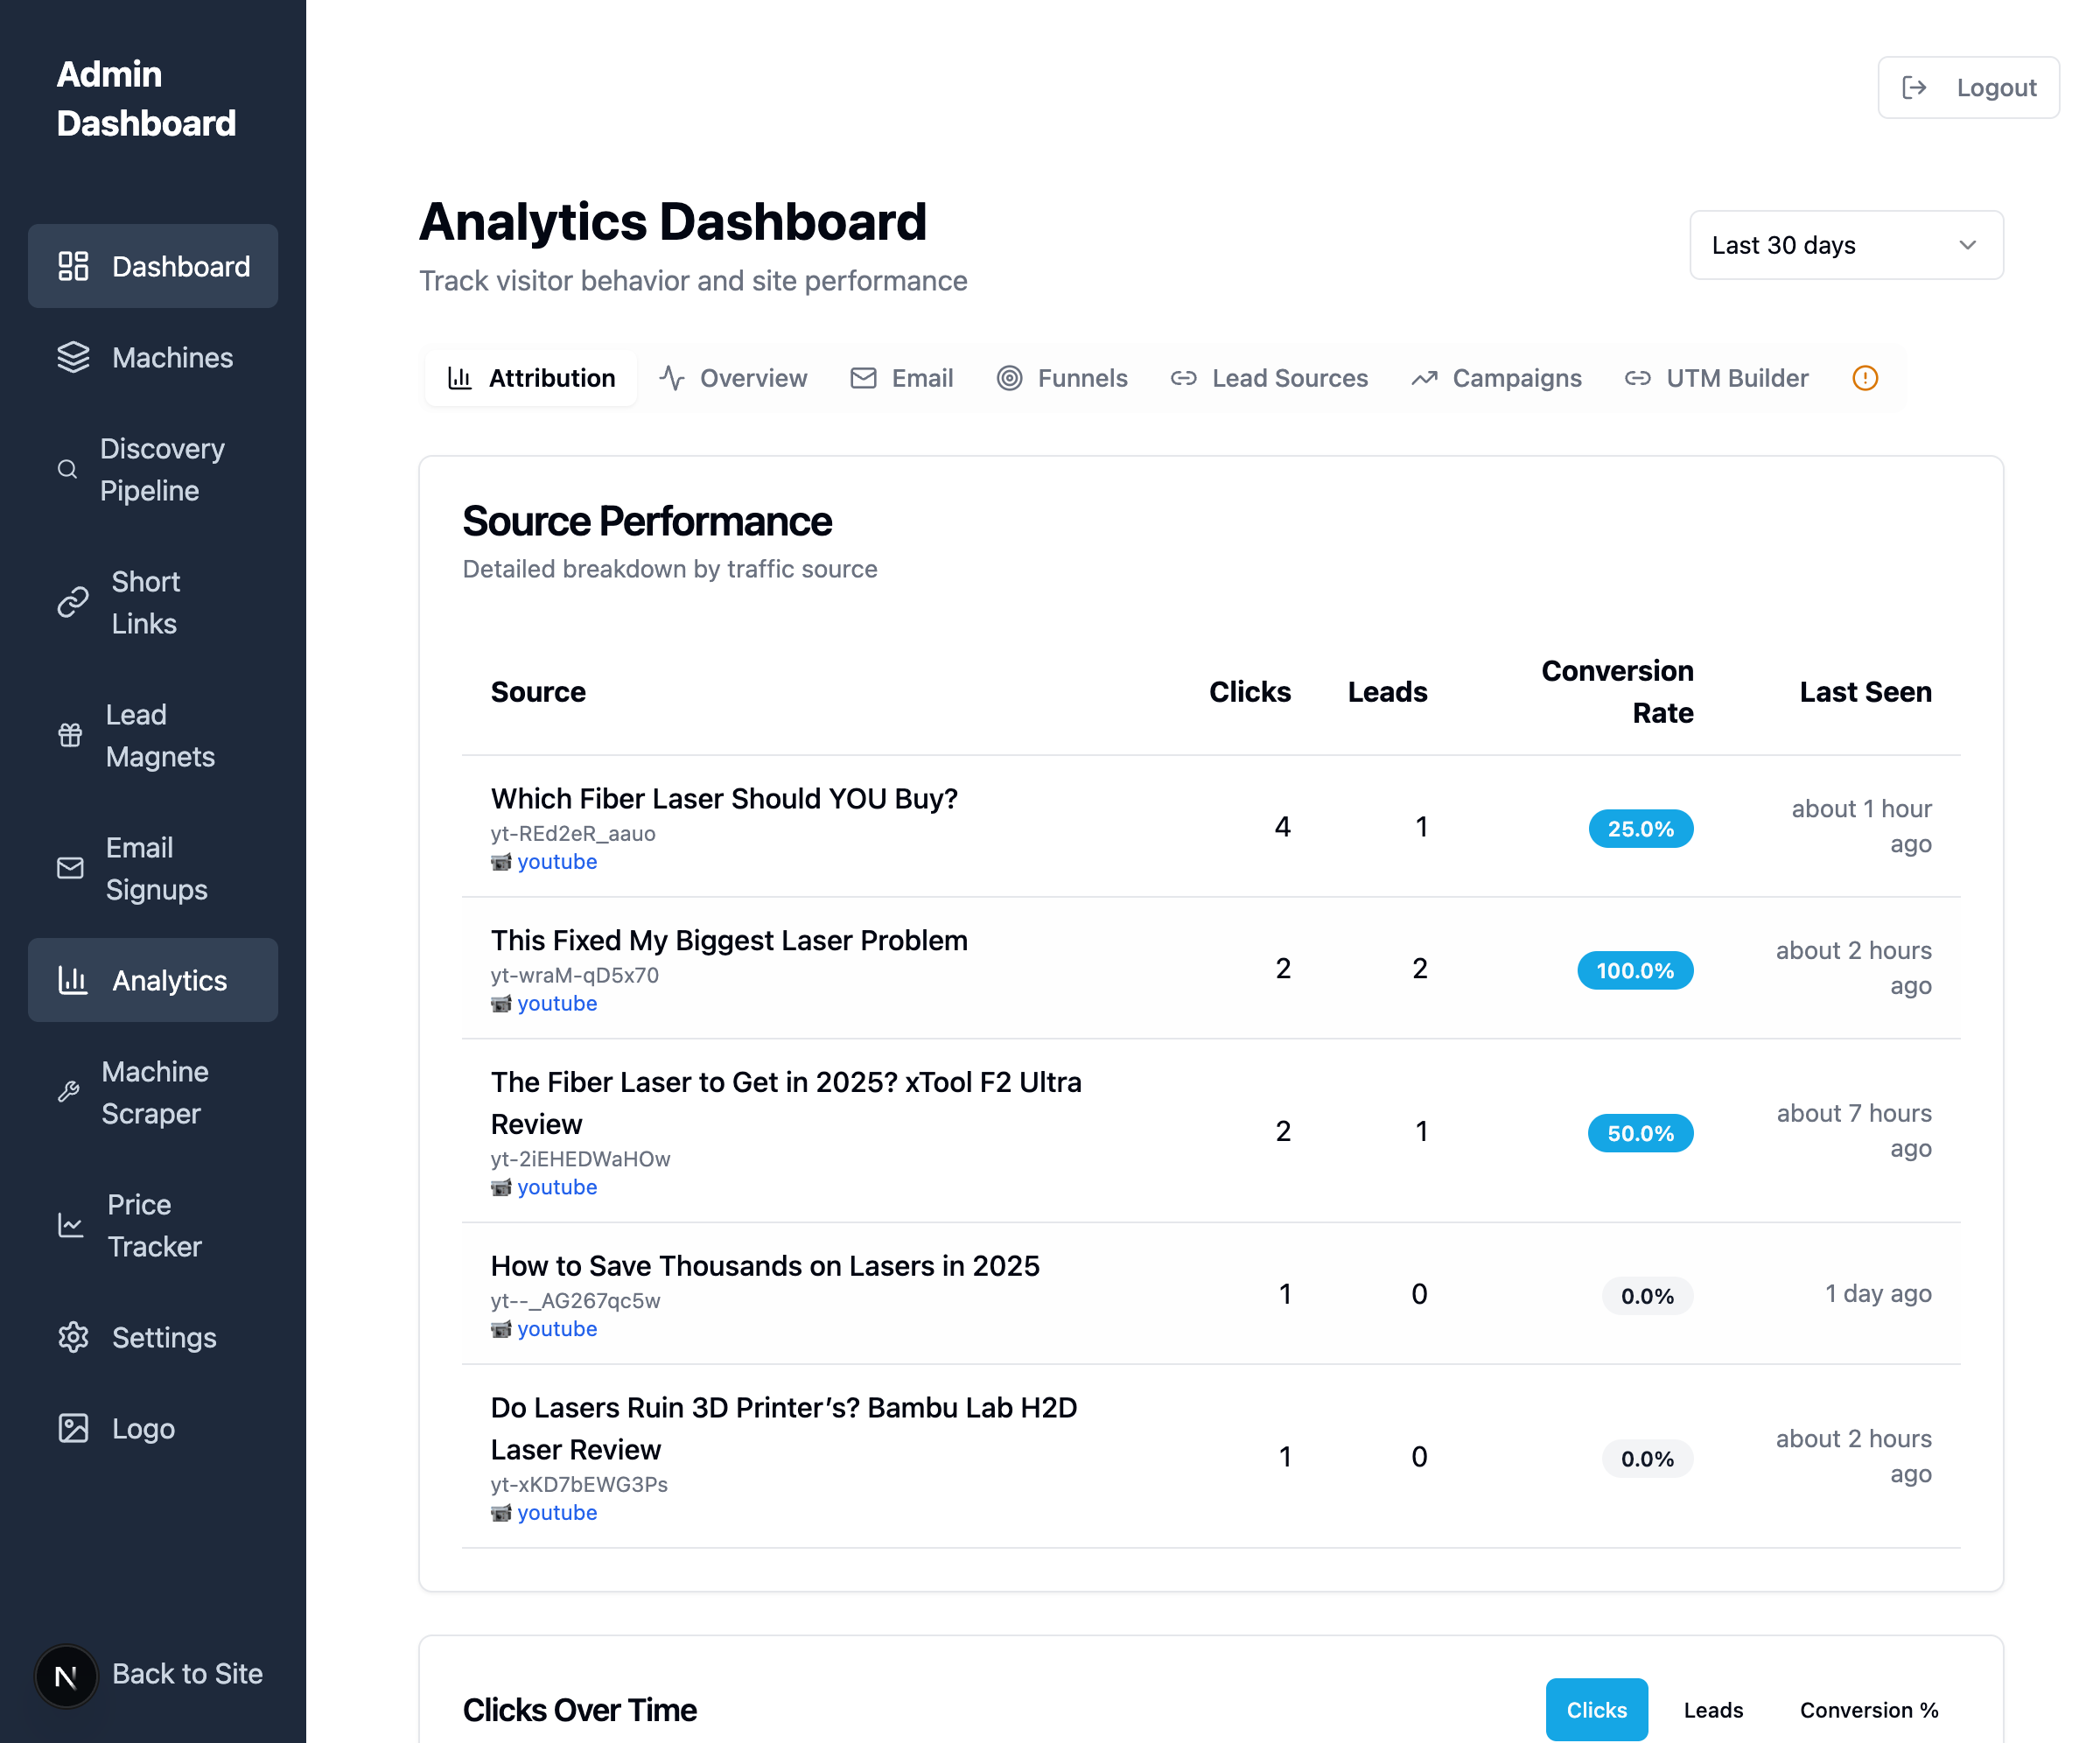 Admin
Dashboard
Dashboard
Machines
Discovery
Pipeline
Short
Links
Lead
Magnets
Email
Signups
Analytics
Machine
Scraper
Price
Tracker
Settings
Logo
N
Back to Site
Logout
Analytics Dashboard
Track visitor behavior and site performance
Last 30 days
Attribution
Overview
Email
Funnels
Lead Sources
Campaigns
UTM Builder
Source Performance
Detailed breakdown by traffic source
Source
Clicks
Leads
Conversion
Rate
Last Seen
Which Fiber Laser Should YOU Buy?
yt-REd2eR_aauo
youtube
4
1
25.0%
about 1 hour
ago
This Fixed My Biggest Laser Problem
yt-wraM-qD5x70
youtube
2
2
100.0%
about 2 hours
ago
The Fiber Laser to Get in 2025? xTool F2 Ultra
Review
yt-2iEHEDWaHOw
youtube
2
1
50.0%
about 7 hours
ago
How to Save Thousands on Lasers in 2025
yt--_AG267qc5w
youtube
1
0
0.0%
1 day ago
Do Lasers Ruin 3D Printer’s? Bambu Lab H2D
Laser Review
yt-xKD7bEWG3Ps
youtube
1
0
0.0%
about 2 hours
ago
Clicks Over Time
Clicks
Leads
Conversion %